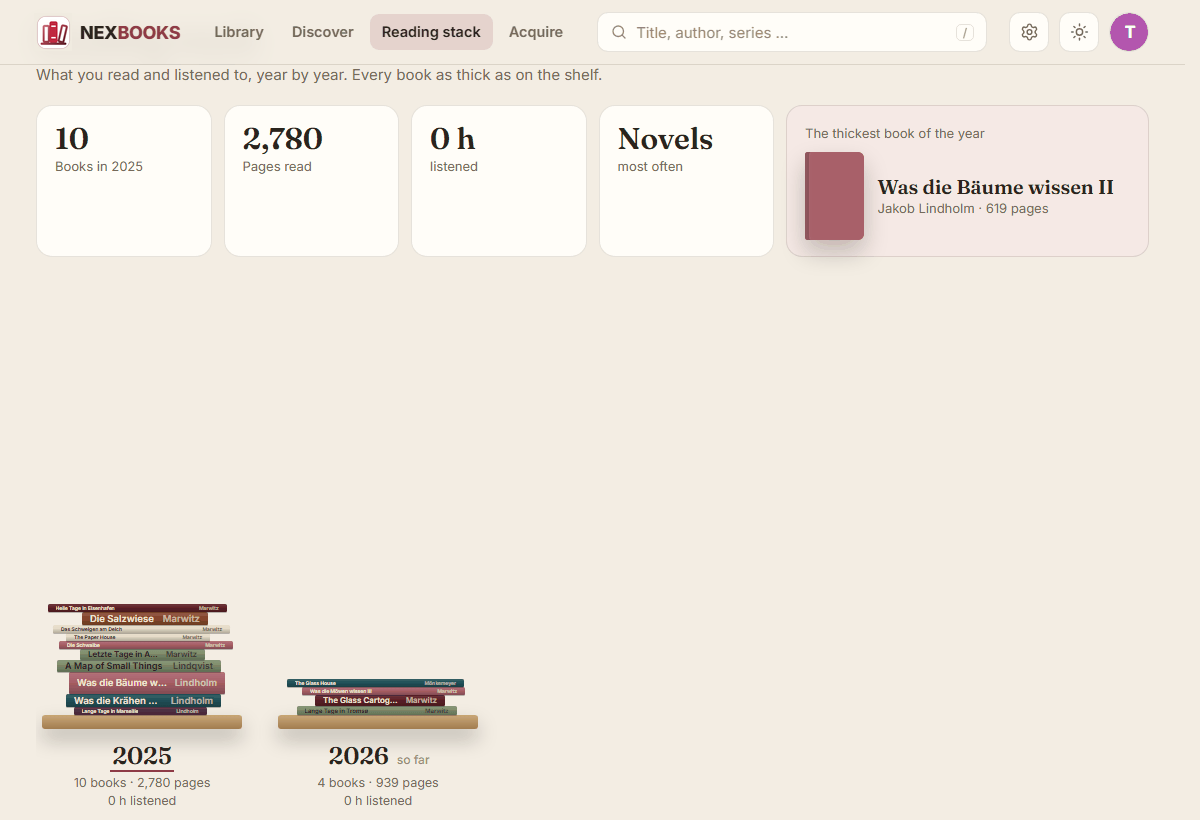 NEXBOOKS
Library
Discover
Reading stack
Acquire
Title, author, series ...
/
T
What you read and listened to, year by year. Every book as thick as on the shelf.
10
Books in 2025
2,780
Pages read
0 h
listened
Novels
most often
The thickest book of the year
Was die Bäume wissen II
Jakob Lindholm · 619 pages
Helle Tage in Eisenhafen Marwitz
Die Salzwiese Marwitz
Das Schweigen am Deich Marwitz
The Paper House Marwitz
Die Schwalbe Marwitz
Letzte Tage in A... Marwitz
A Map of Small Things Lindqvist
Was die Bäume w... Lindholm
Was die Krähen ... Lindholm
Lange Tage in Marseille Lindholm
The Glass House
Was die Möwen wissen III Marwitz
The Glass Cartog... Marwitz
Lange Tage in Tromsø Marwitz
2025
10 books · 2,780 pages
0 h listened
2026 so far
4 books · 939 pages
0 h listened